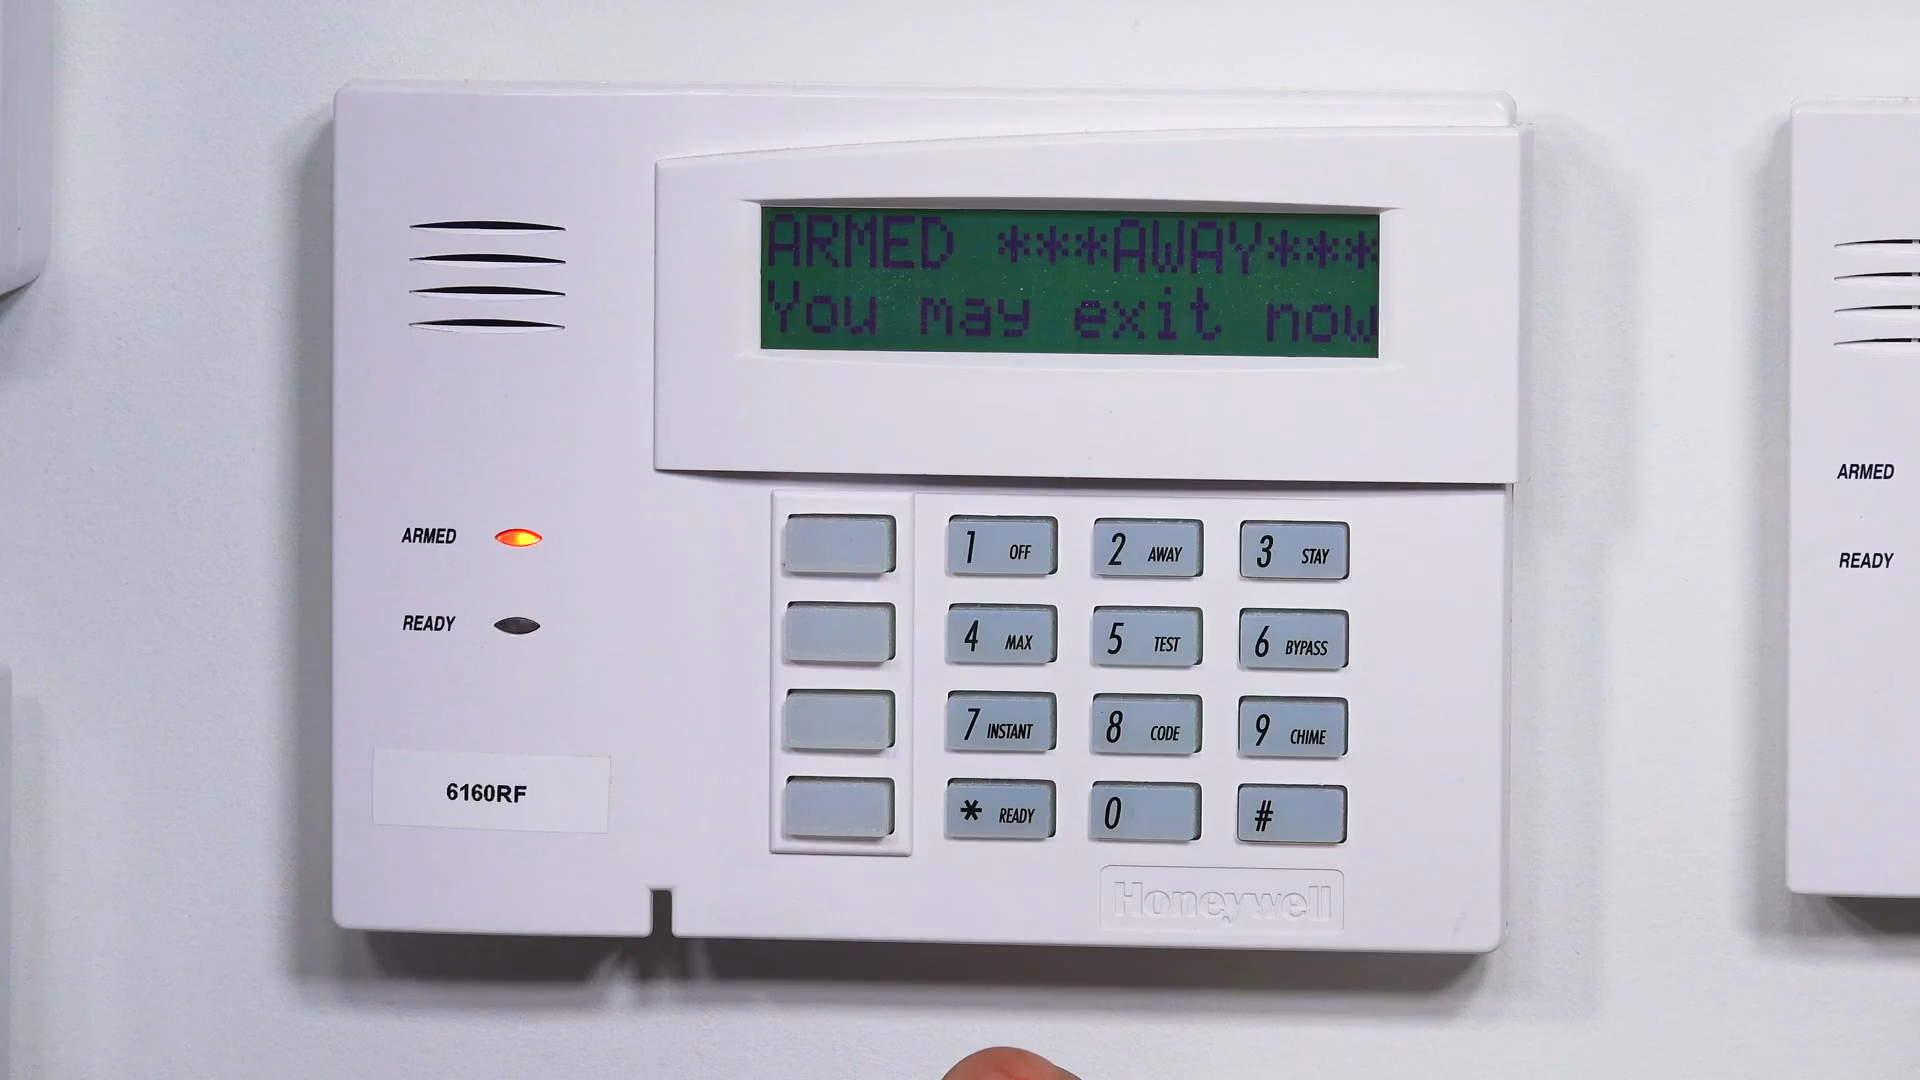 ARMED ***AWAY***
You may exit now
ARMED
READY
6160RF
1 OFF
2 AWAY
3 STAY
4 MAX
5 TEST
6 BYPASS
7 INSTANT
8 CODE
9 CHIME
* READY
0
#
Honeywell
ARMED
READY